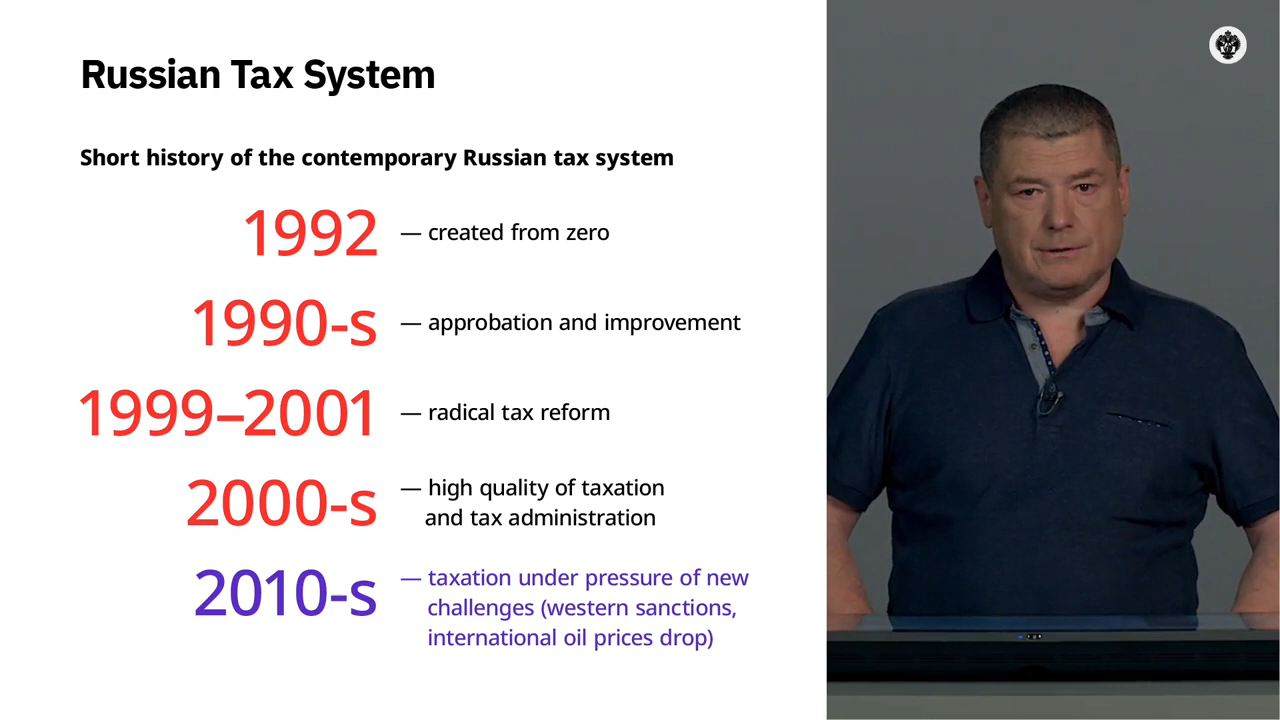 Russian Tax System
Short history of the contemporary Russian tax system
1992 — created from zero
1990-s — approbation and improvement
1999–2001 — radical tax reform
2000-s — high quality of taxation
and tax administration
2010-s — taxation under pressure of new
challenges (western sanctions,
international oil prices drop)